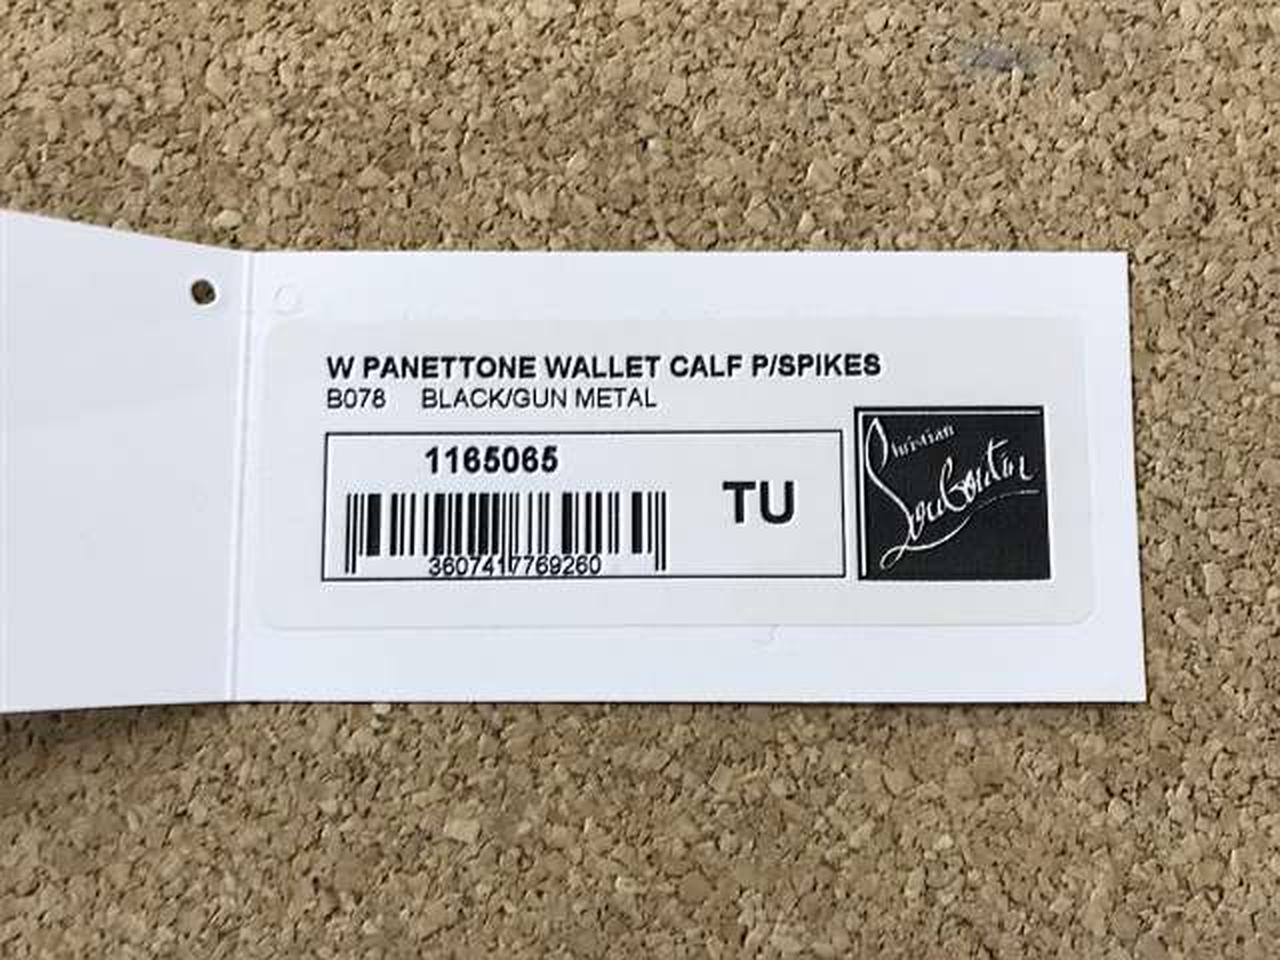 W PANETTONE WALLET CALF P/SPIKES
B078 BLACK/GUN METAL
1165065
TU
3607417769260
Christian
Louboutin